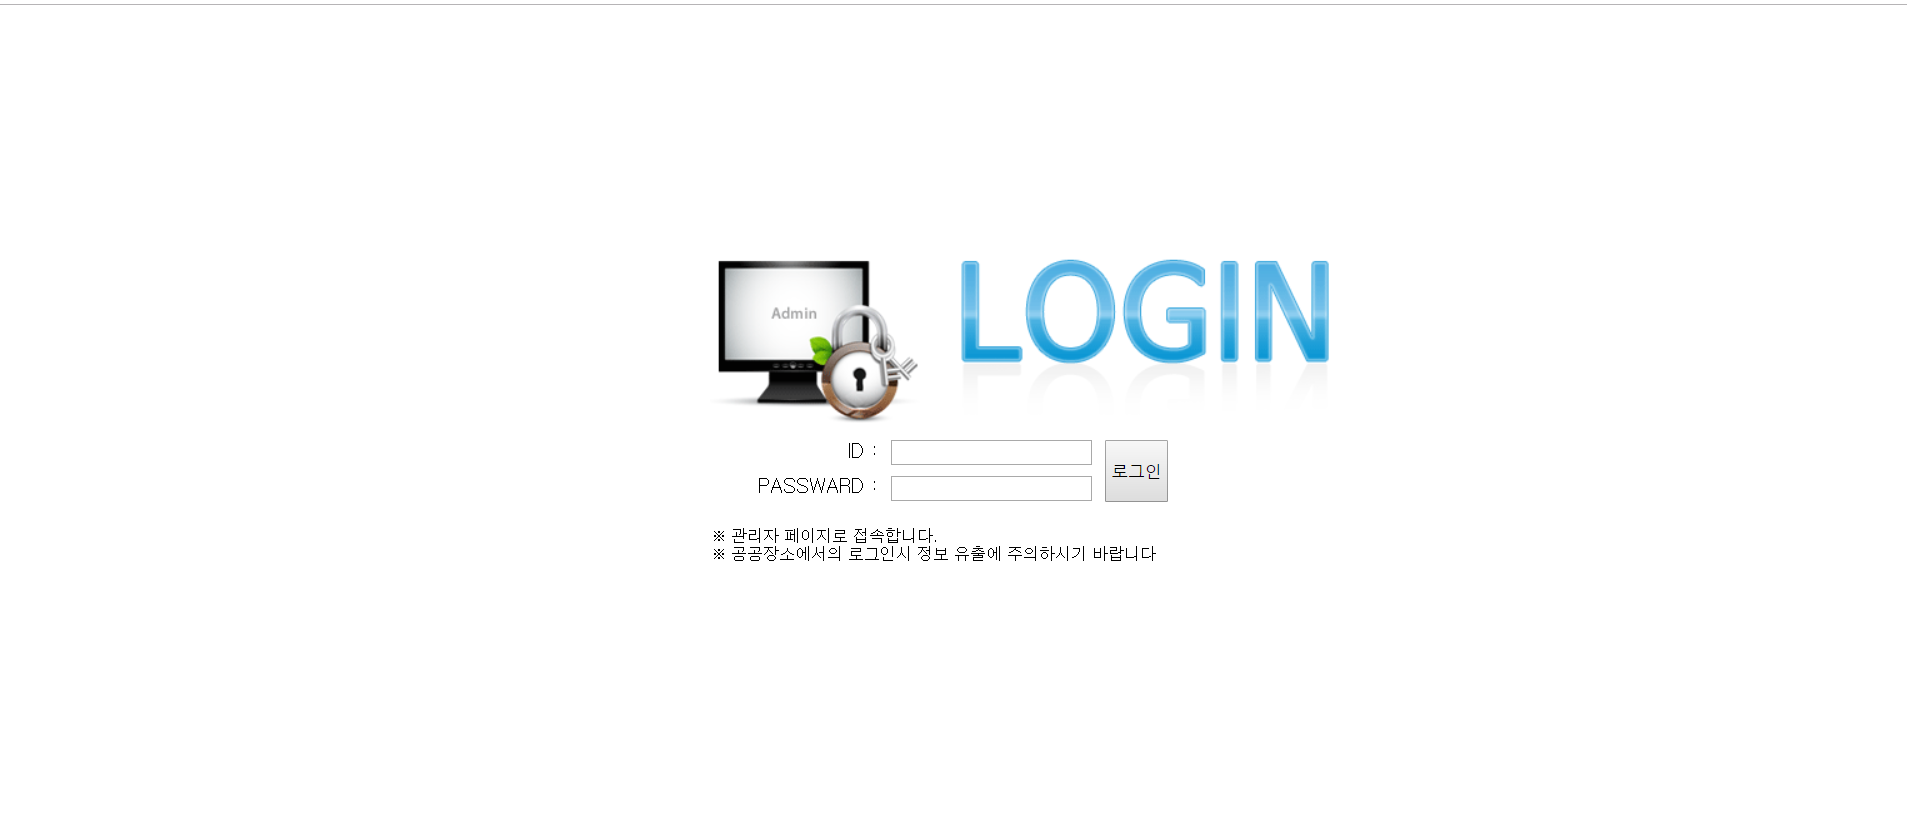 Admin
LOGIN
ID :
PASSWARD :
로그인
※ 관리자 페이지로 접속합니다.
※ 공공장소에서의 로그인시 정보 유출에 주의하시기 바랍니다